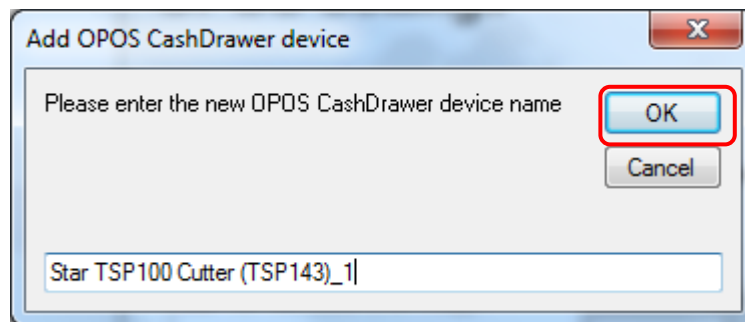 Add OPOS CashDrawer device
Please enter the new OPOS CashDrawer device name
OK
Cancel
Star TSP100 Cutter (TSP143)_1